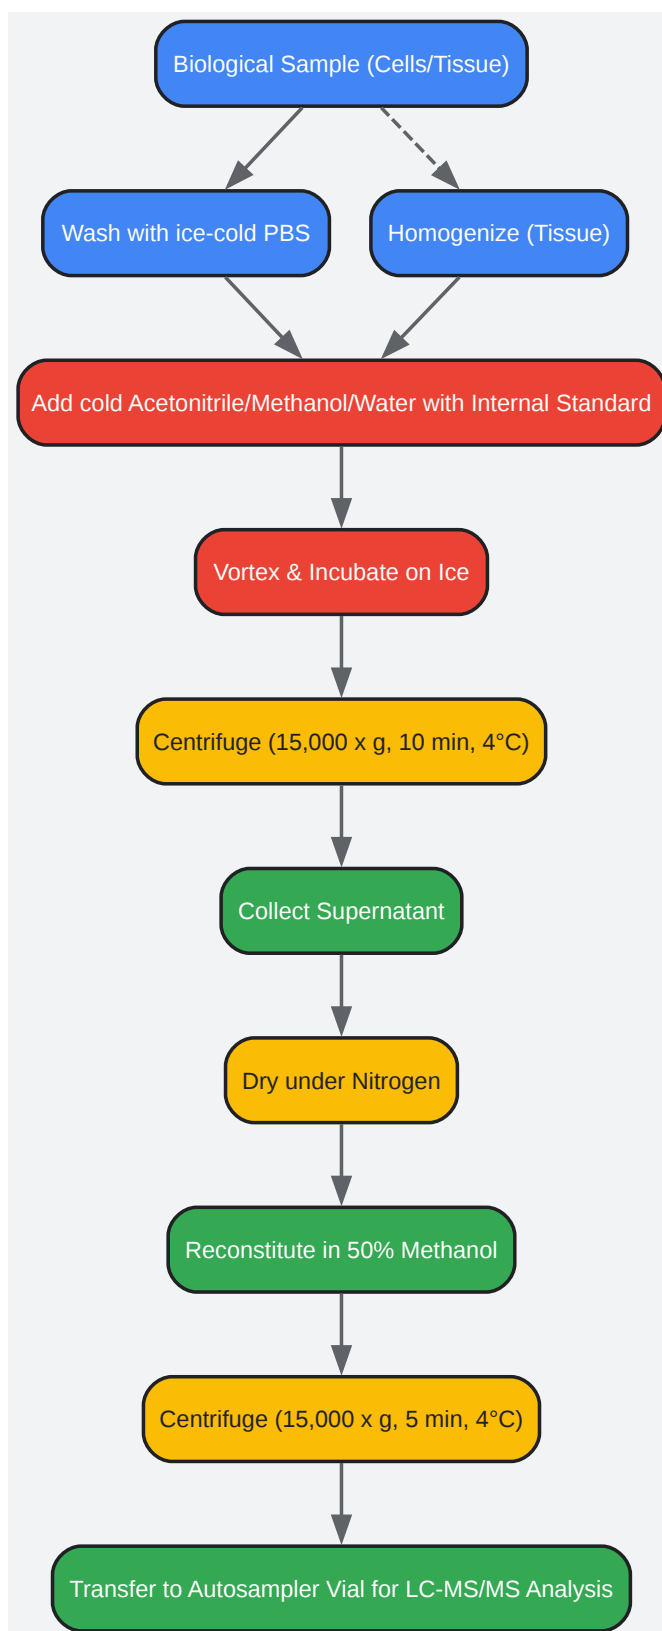 Biological Sample (Cells/Tissue)
Wash with ice-cold PBS
Homogenize (Tissue)
Add cold Acetonitrile/Methanol/Water with Internal Standard
Vortex & Incubate on Ice
Centrifuge (15,000 x g, 10 min, 4°C)
Collect Supernatant
Dry under Nitrogen
Reconstitute in 50% Methanol
Centrifuge (15,000 x g, 5 min, 4°C)
Transfer to Autosampler Vial for LC-MS/MS Analysis